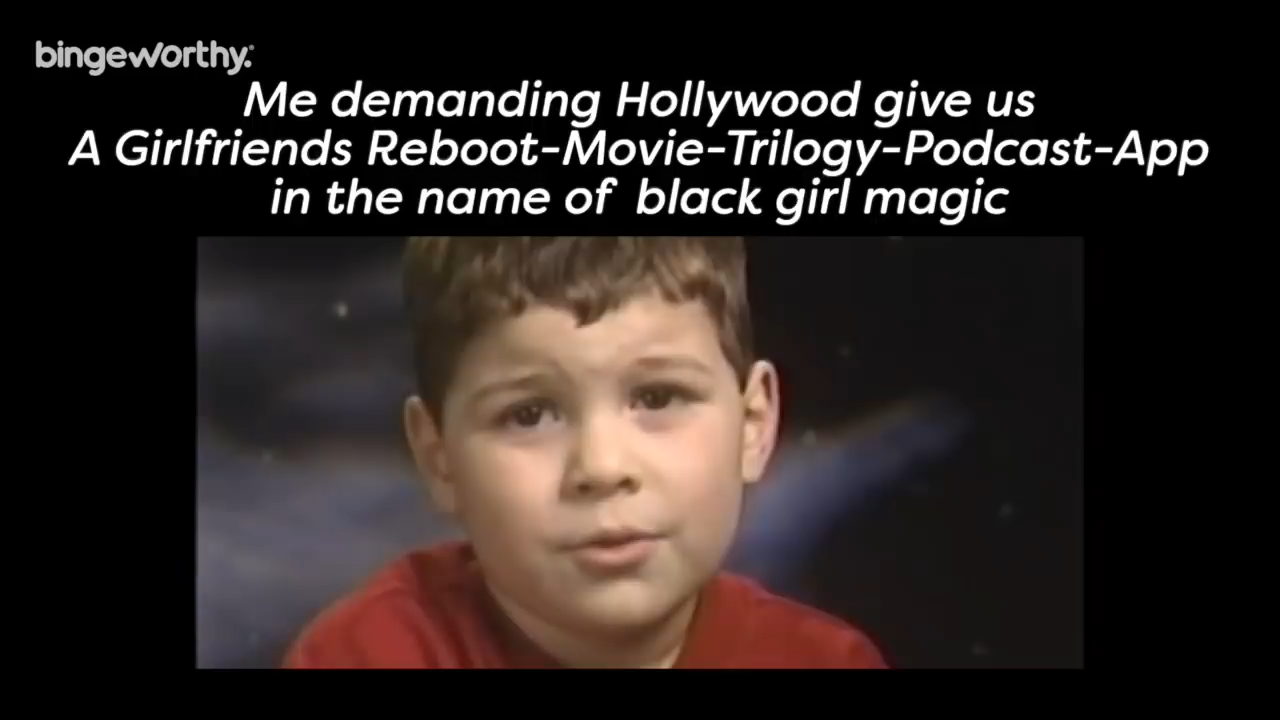 bingeworthy.
Me demanding Hollywood give us
A Girlfriends Reboot-Movie-Trilogy-Podcast-App
in the name of black girl magic